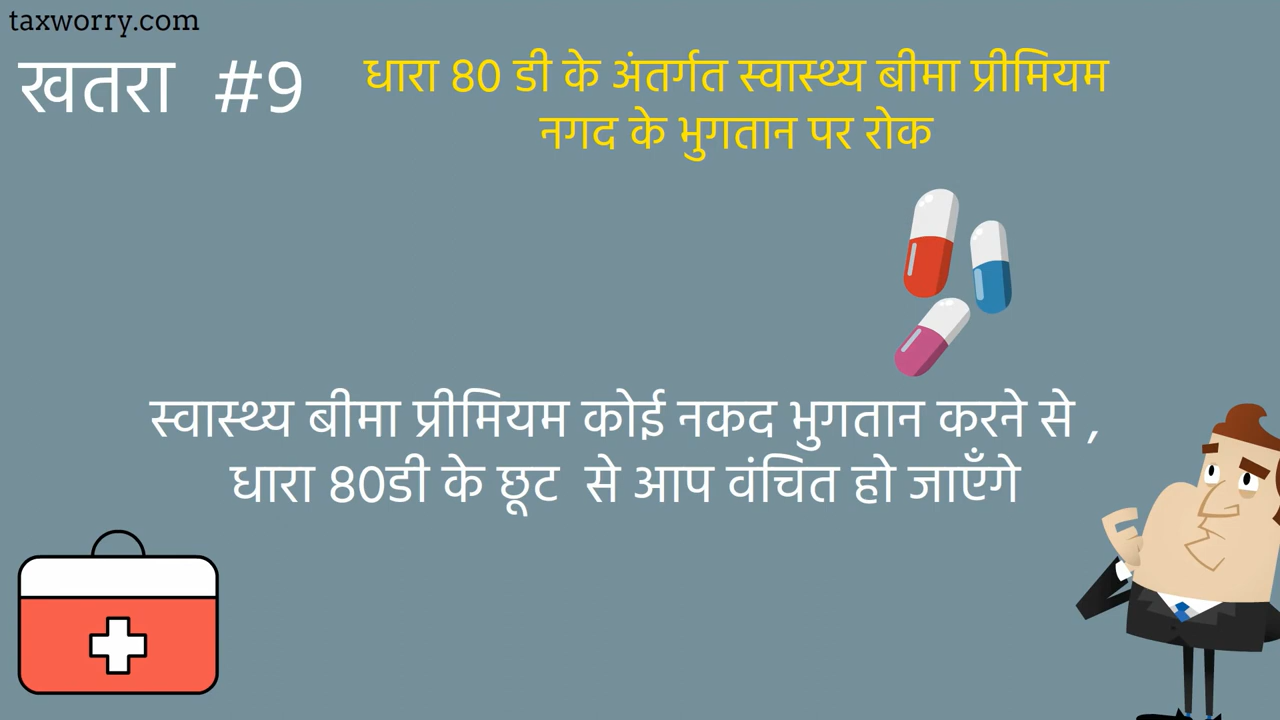 taxworry.com
खतरा #9
धारा 80 डी के अंतर्गत स्वास्थ्य बीमा प्रीमियम
नगद के भुगतान पर रोक
स्वास्थ्य बीमा प्रीमियम कोई नकद भुगतान करने से ,
धारा 80डी के छूट से आप वंचित हो जाएँगे